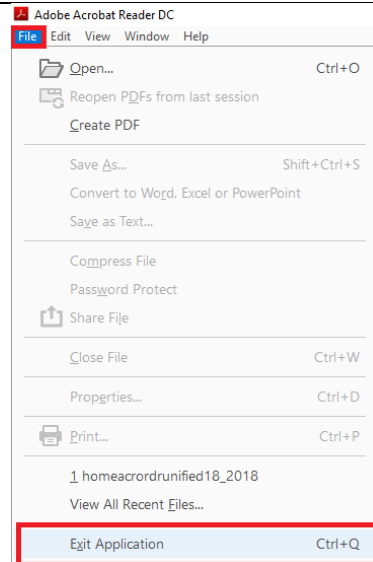 Adobe Acrobat Reader DC
File Edit View Window Help
Open... Ctrl+O
Reopen PDFs from last session
Create PDF
Save As... Shift+Ctrl+S
Convert to Word, Excel or PowerPoint
Save as Text...
Compress File
Password Protect
Share File
Close File Ctrl+W
Properties... Ctrl+D
Print... Ctrl+P
1 homeacrordrunified18_2018
View All Recent Files...
Exit Application Ctrl+Q